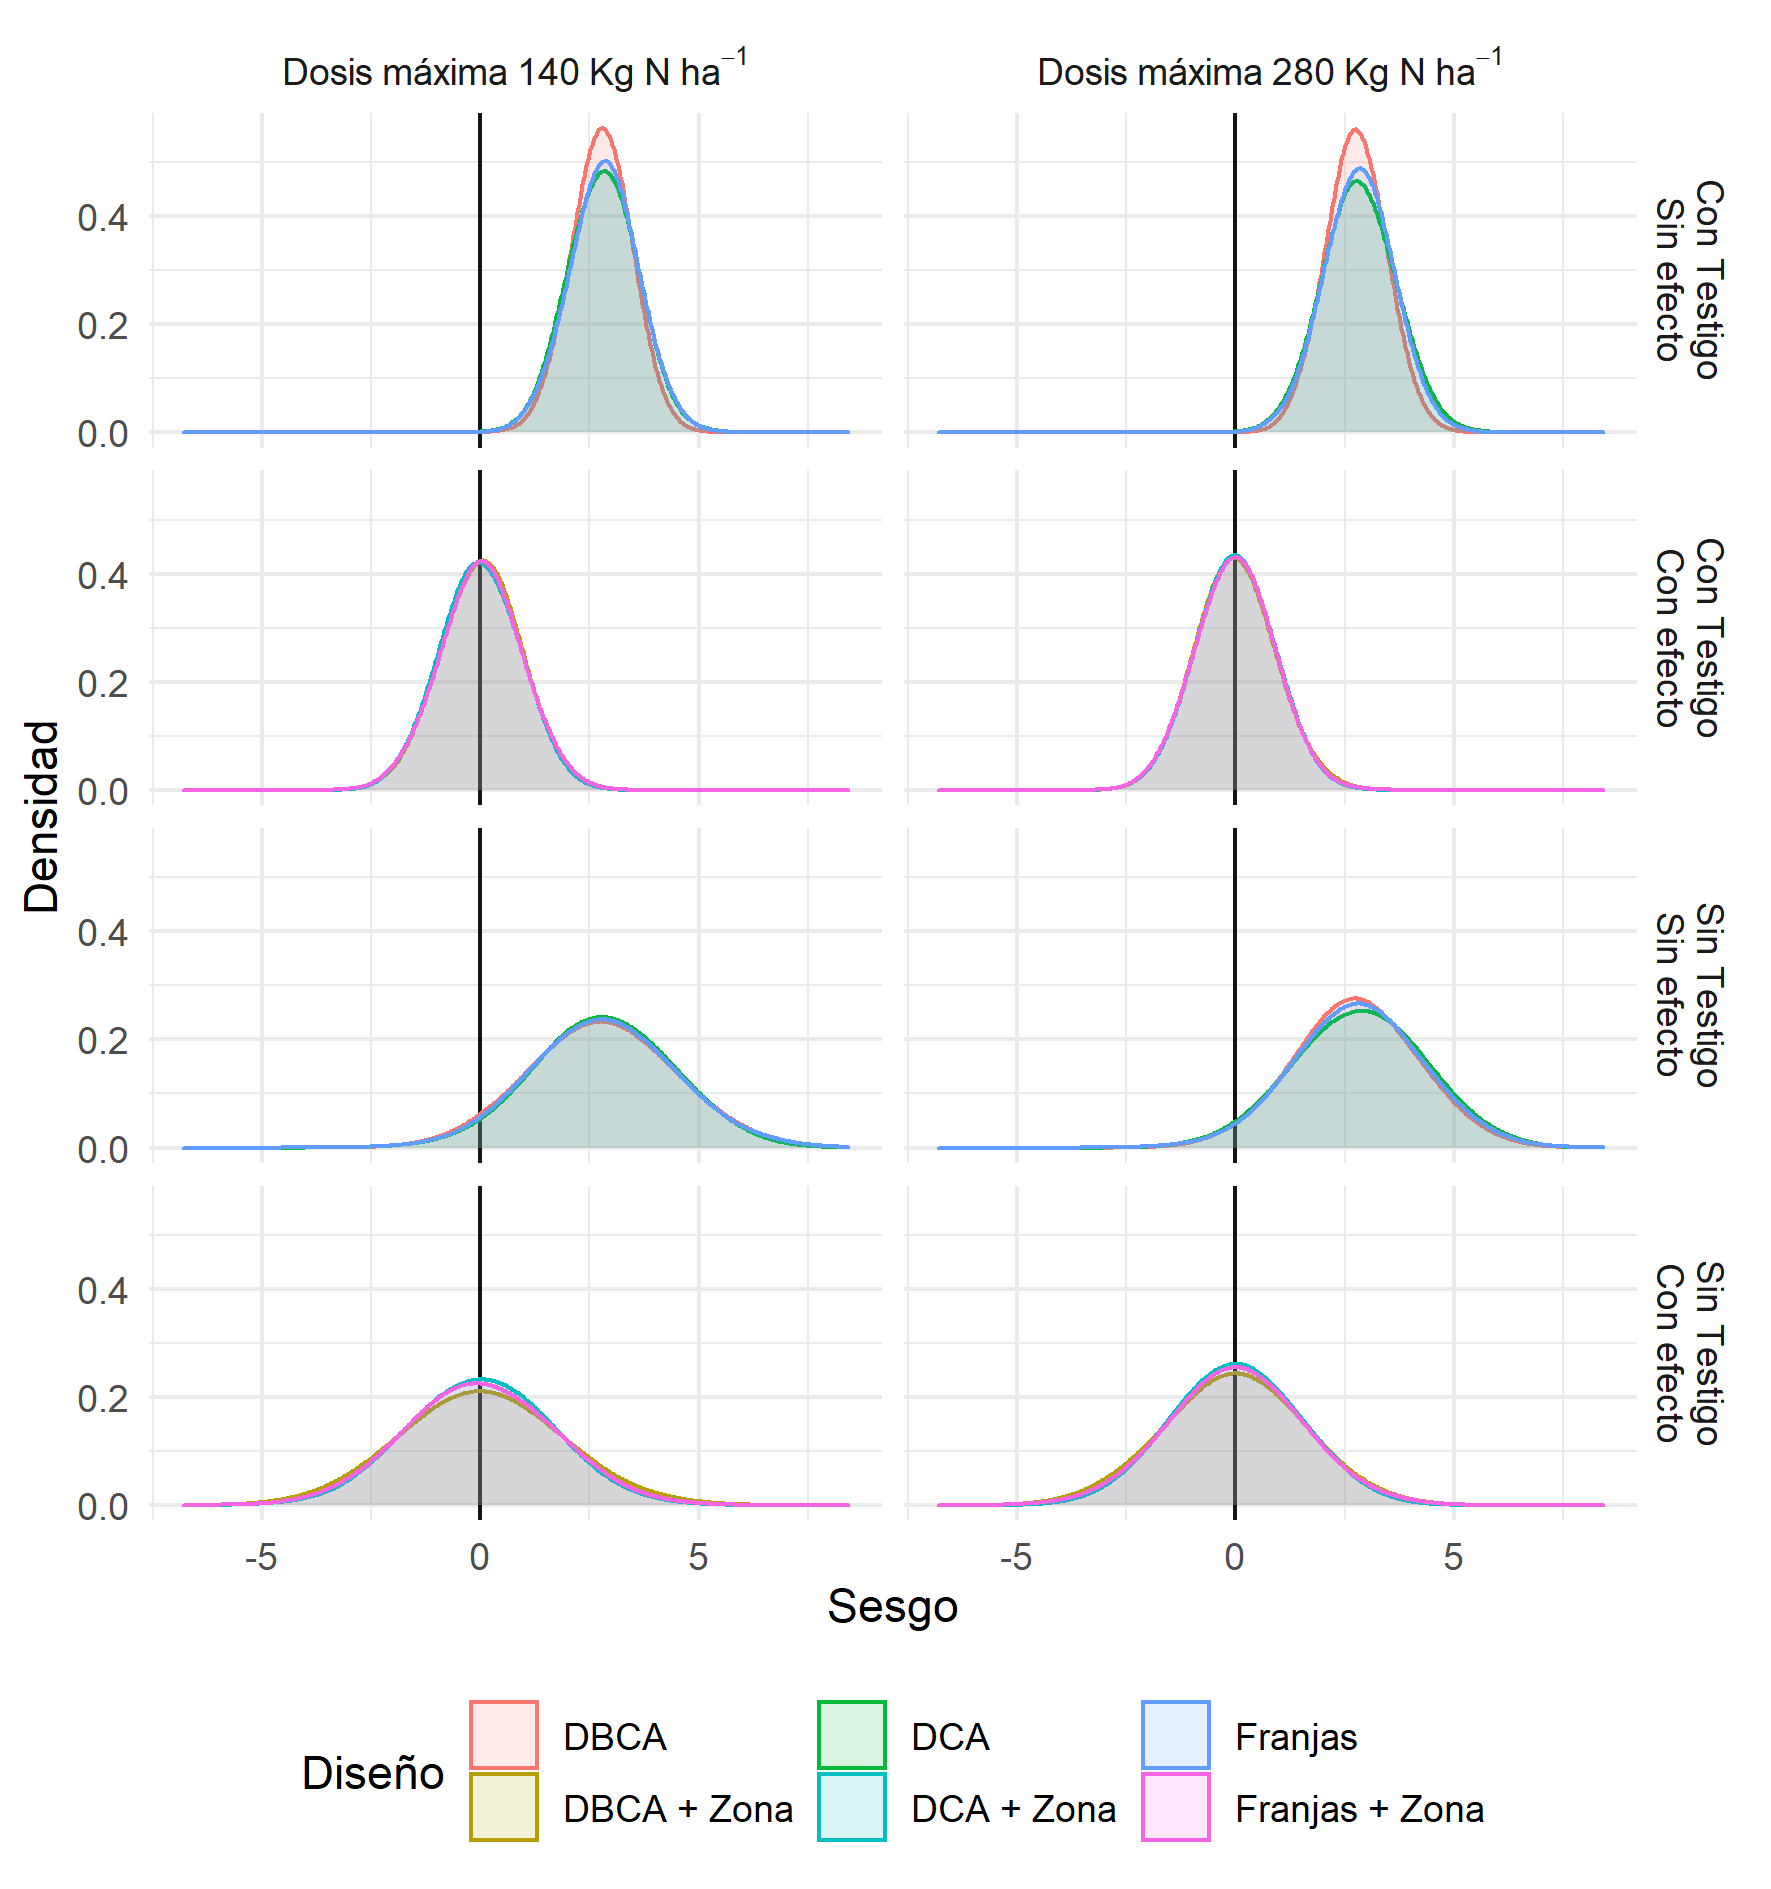 Dosis máxima 140 Kg N ha⁻¹
Dosis máxima 280 Kg N ha⁻¹
0.4
0.2
0.0
Con Testigo
Sin efecto
0.4
0.2
0.0
Con Testigo
Con efecto
Densidad
0.4
0.2
0.0
Sin Testigo
Sin efecto
0.4
0.2
0.0
Sin Testigo
Con efecto
-5 0 5
-5 0 5
Sesgo
Diseño
DBCA
DCA
Franjas
DBCA + Zona
DCA + Zona
Franjas + Zona